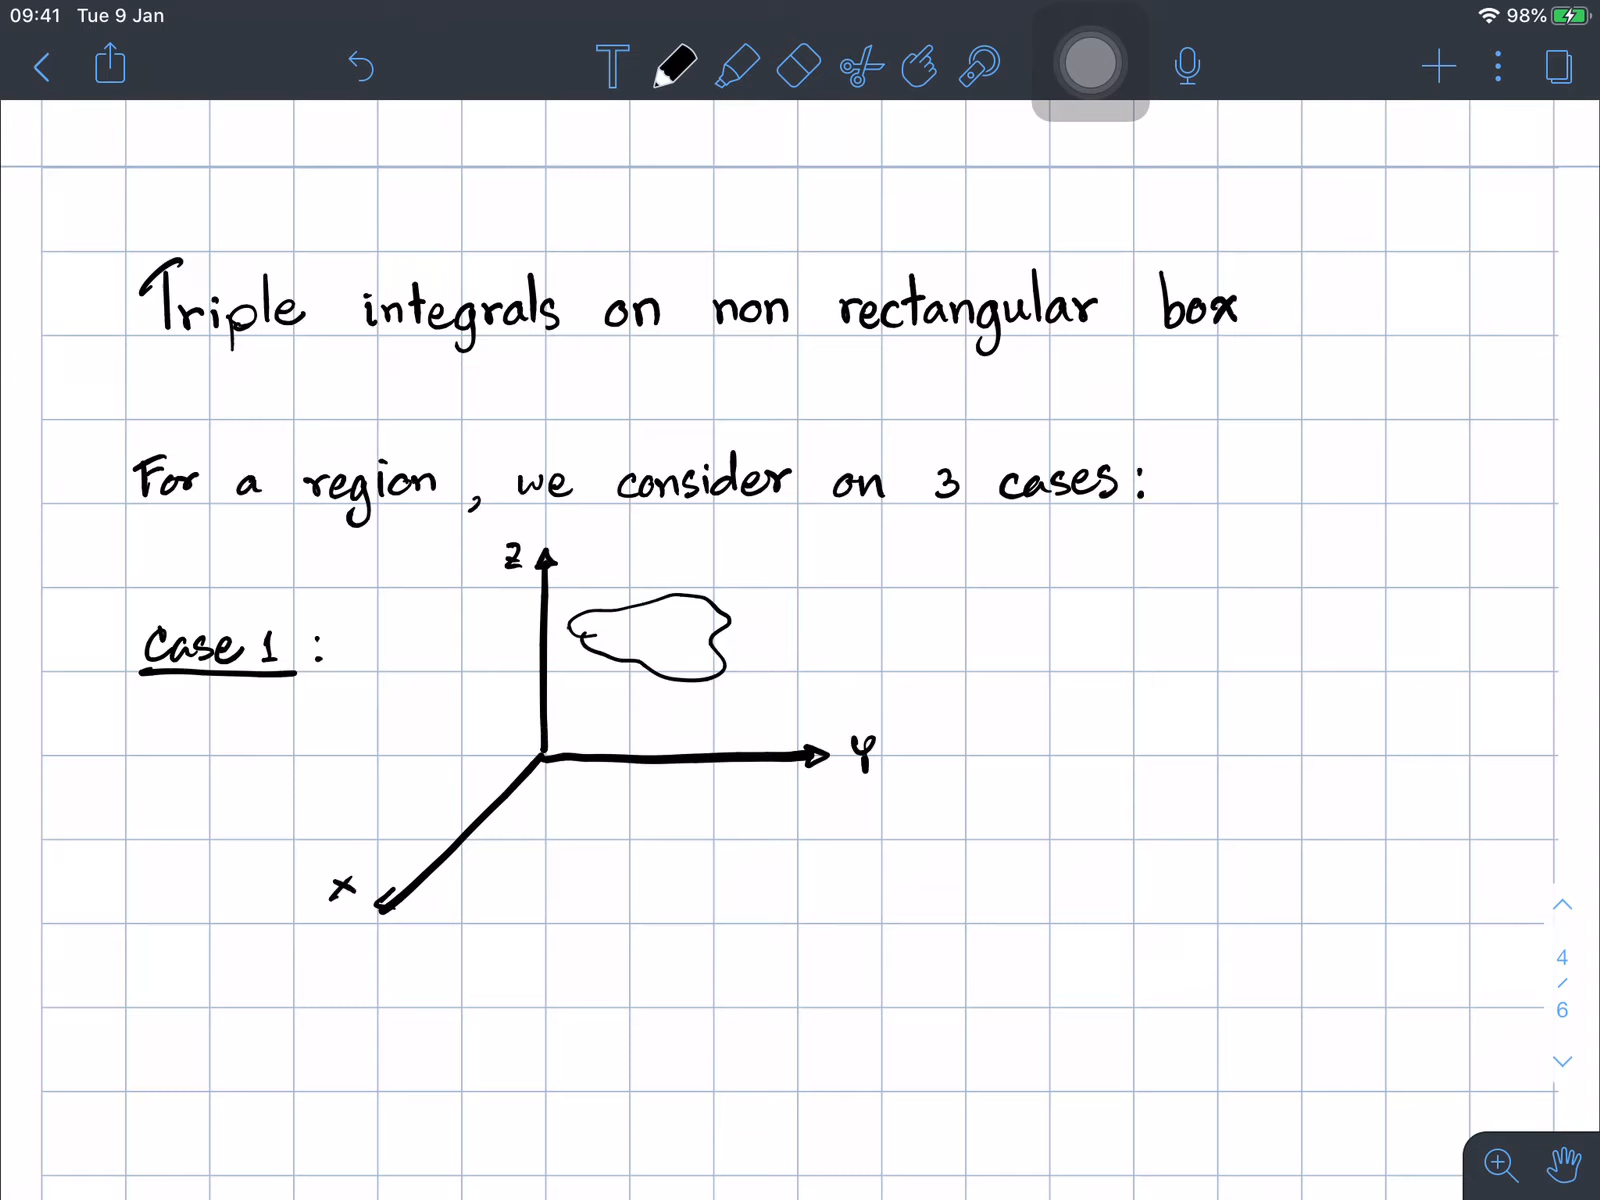 09:41 Tue 9 Jan
98%
T
Triple integrals on non rectangular box
For a region, we consider on 3 cases:
Z
Case 1 :
Y
X
4
/
6